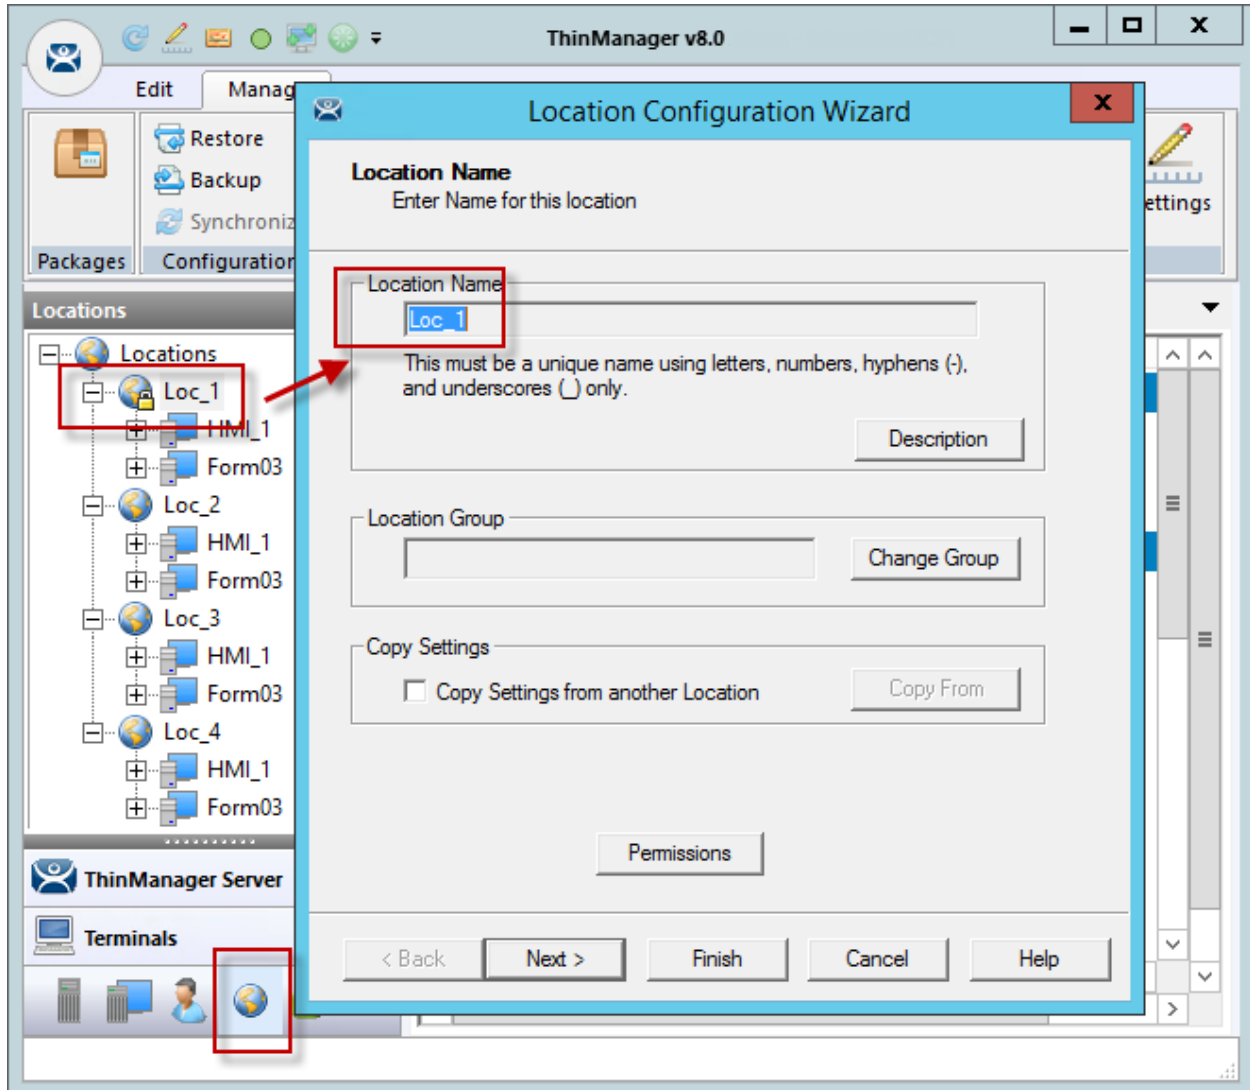 ThinManager v8.0
Edit
Manag
Restore
Backup
Synchroniz
ettings
Packages
Configuration
Locations
Locations
Loc_1
HMI_1
Form03
Loc_2
HMI_1
Form03
Loc_3
HMI_1
Form03
Loc_4
HMI_1
Form03
ThinManager Server
Terminals
Location Configuration Wizard
Location Name
Enter Name for this location
Location Name
Loc_1
This must be a unique name using letters, numbers, hyphens (-),
and underscores (_) only.
Description
Location Group
Change Group
Copy Settings
Copy Settings from another Location
Copy From
Permissions
< Back
Next >
Finish
Cancel
Help